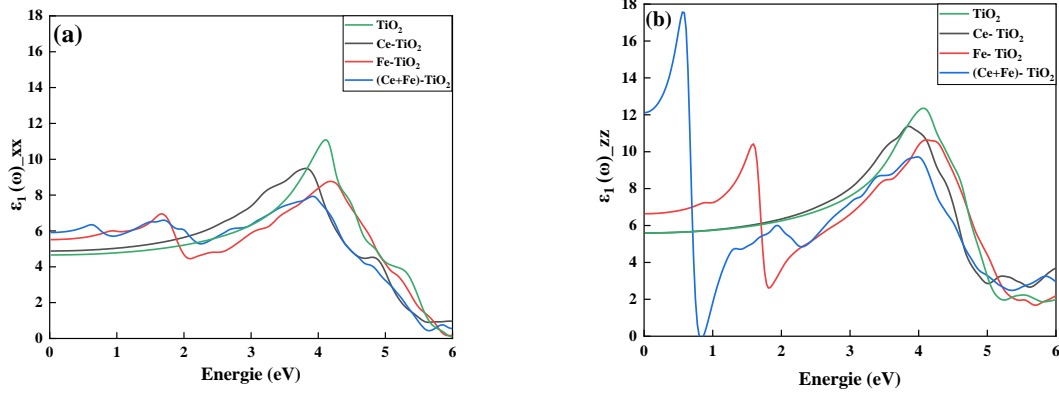 (a)
TiO2
Ce-TiO2
Fe-TiO2
(Ce+Fe)-TiO2
18
16
14
12
10
8
6
4
2
0
ε1 (ω)_xx
0 1 2 3 4 5 6
Energie (eV)
(b)
TiO2
Ce- TiO2
Fe- TiO2
(Ce+Fe)- TiO2
18
16
14
12
10
8
6
4
2
0
ε1 (ω)_zz
0 1 2 3 4 5 6
Energie (eV)